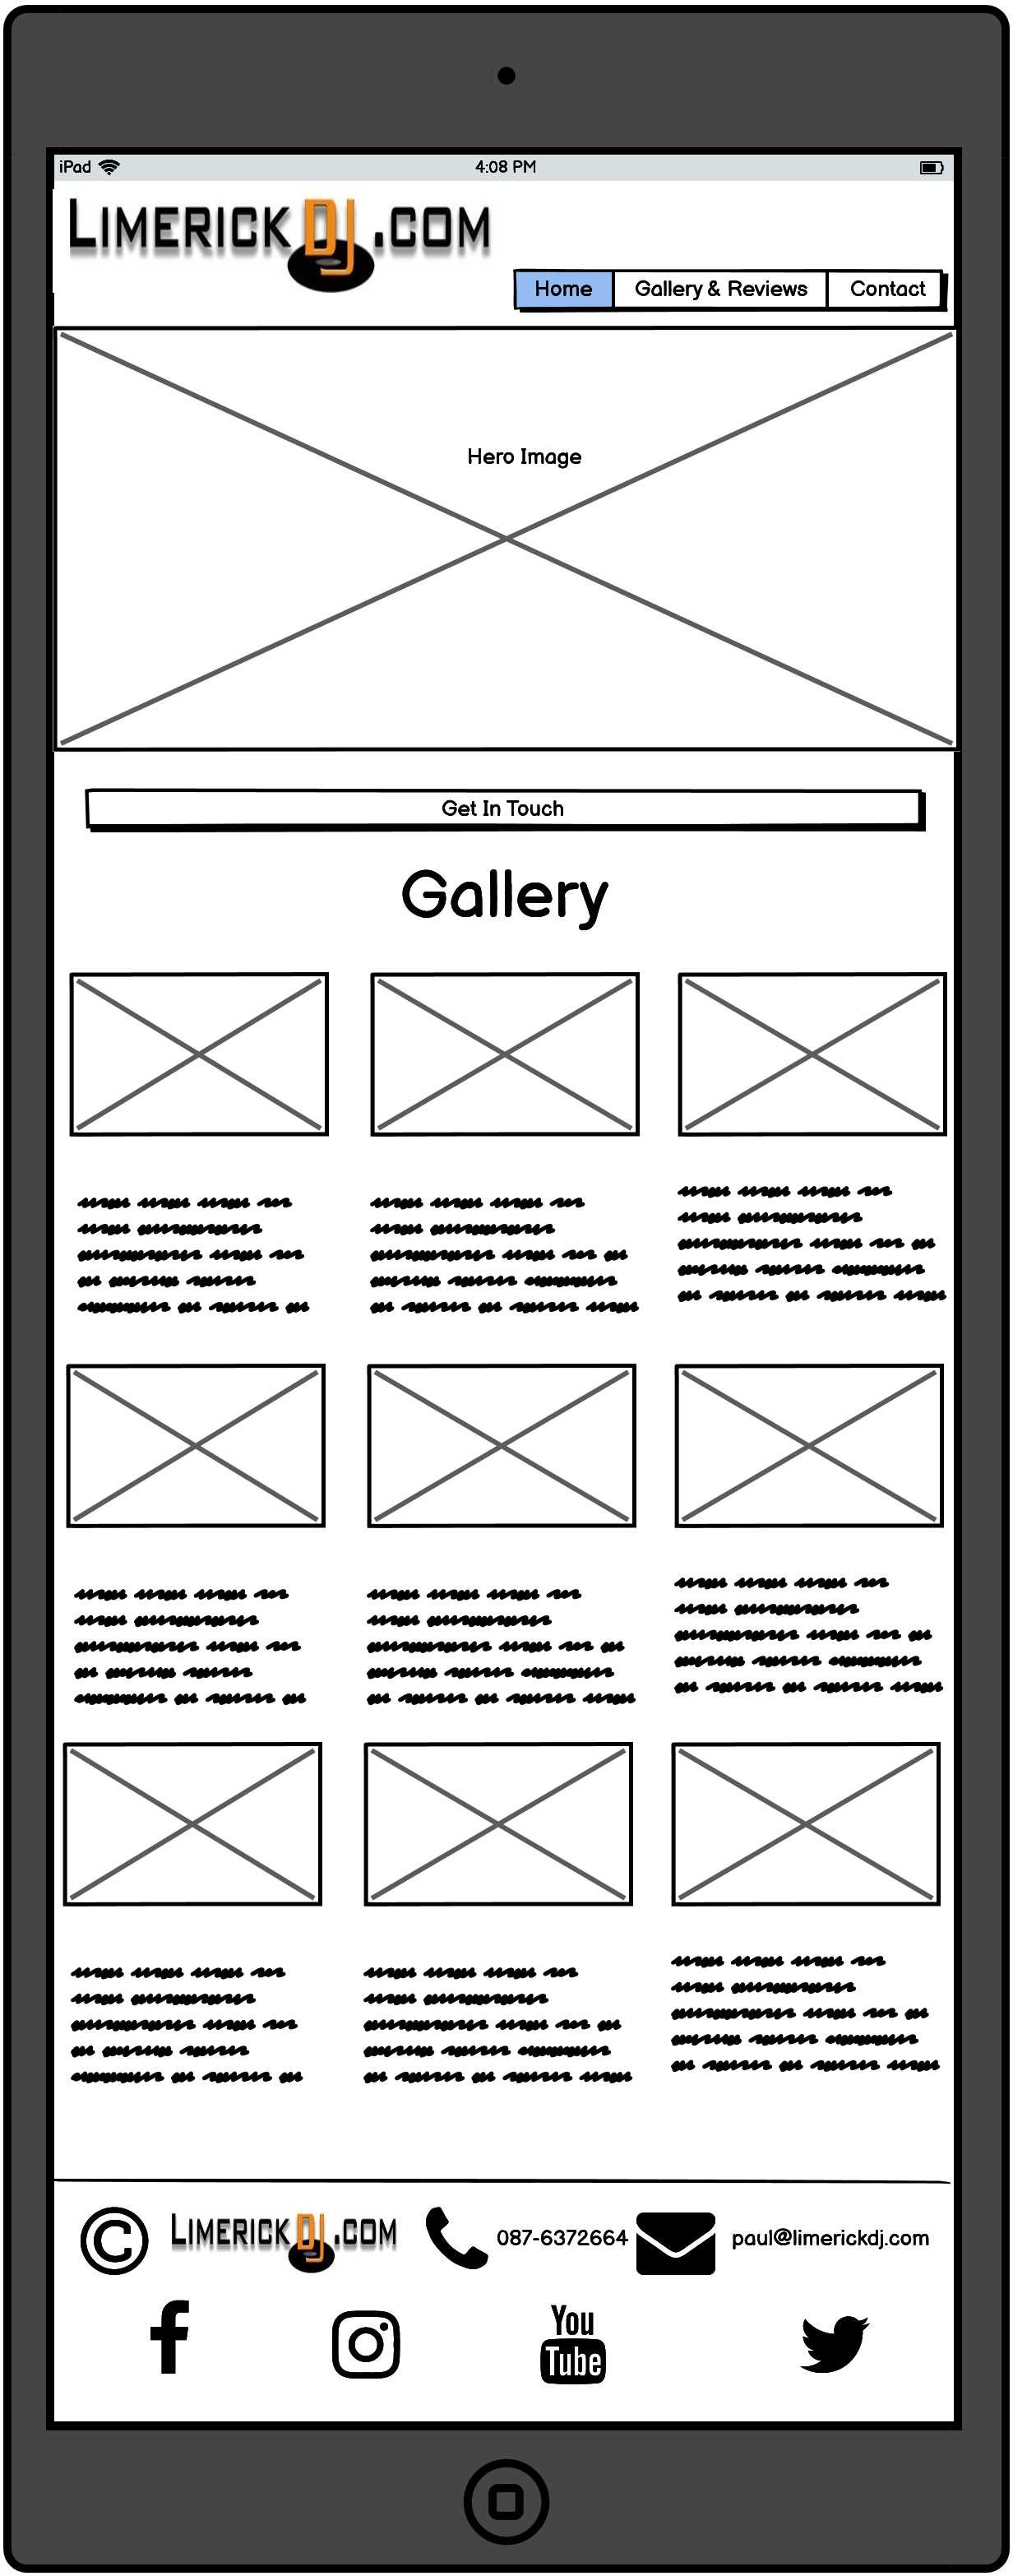 iPad 4:08 PM
LIMERICK DJ .COM
Home Gallery & Reviews Contact
Hero Image
Get In Touch
Gallery
© LIMERICK DJ .COM 087-6372664 paul@limerickdj.com
f You
Tube